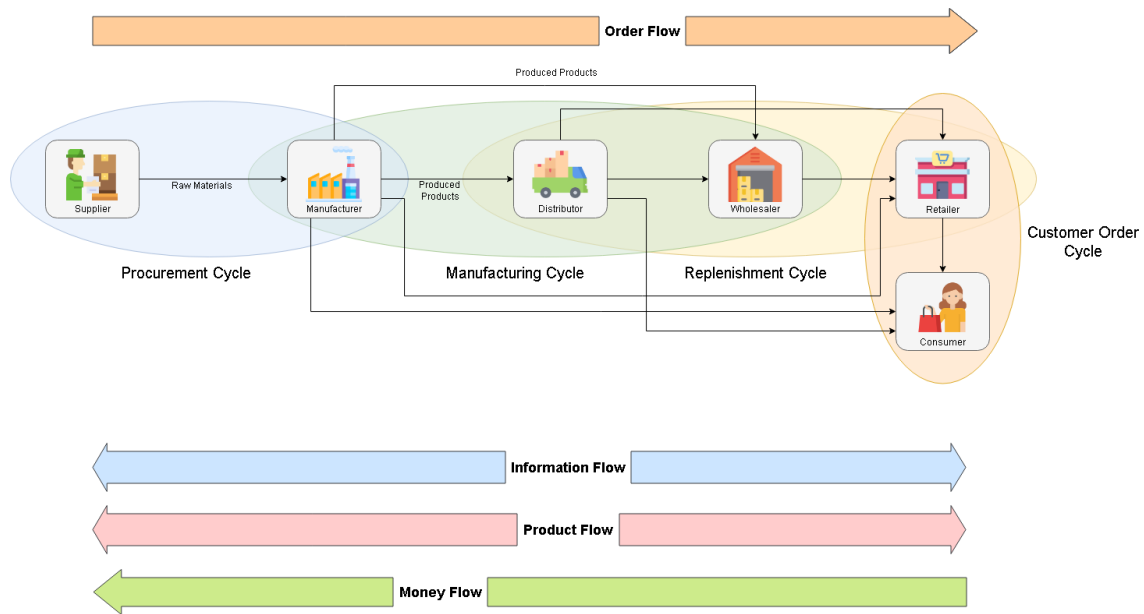 Order Flow
Produced Products
Supplier
Raw Materials
Manufacturer
Produced
Products
Distributor
Wholesaler
Retailer
Procurement Cycle
Manufacturing Cycle
Replenishment Cycle
Customer Order
Cycle
Consumer
Information Flow
Product Flow
Money Flow